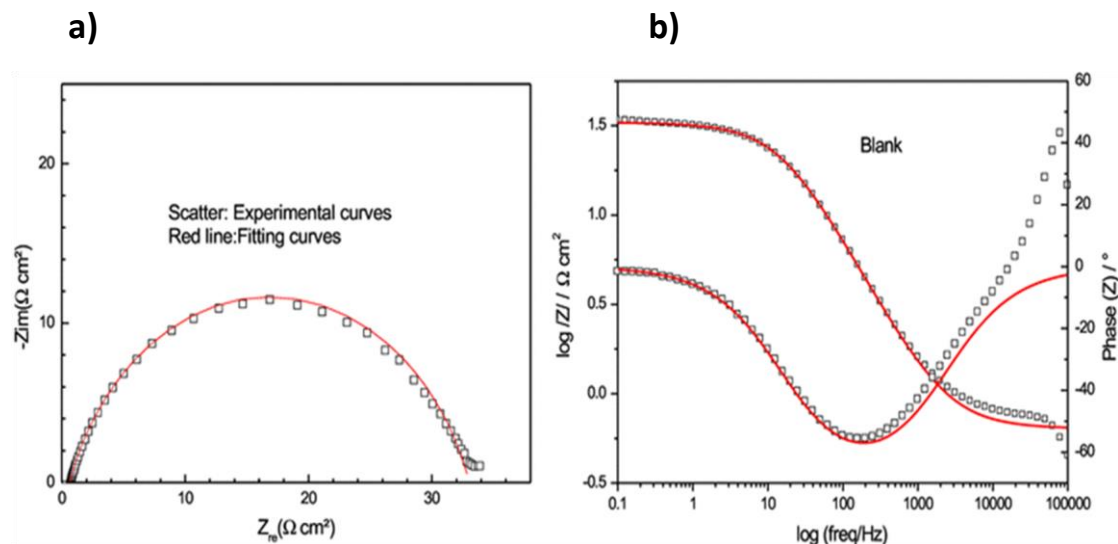 a)
b)
20
10
0
-Zim(Ω cm²)
Scatter: Experimental curves
Red line:Fitting curves
0
10
20
30
Zre(Ω cm²)
1.5
1.0
0.5
0.0
-0.5
log /Z/ / Ω cm²
Blank
60
40
20
0
-20
-40
-60
Phase (Z) / °
0.1
1
10
100
1000
10000
100000
log (freq/Hz)